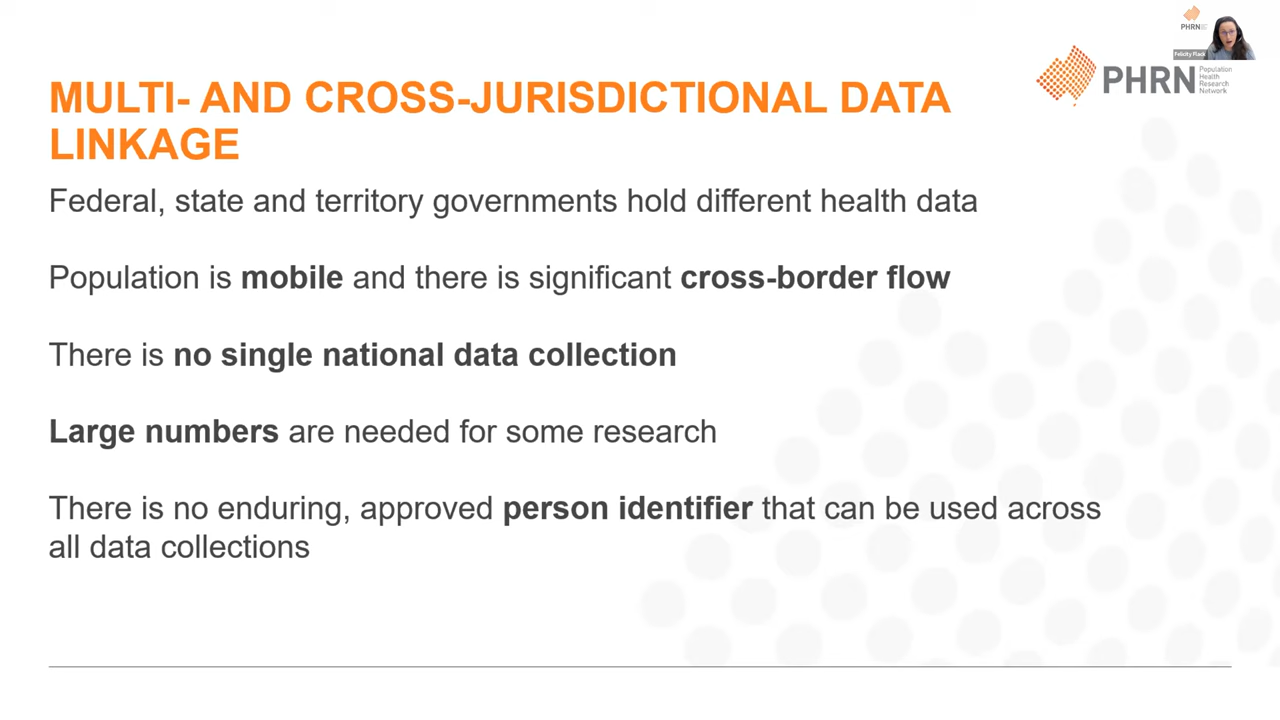 PHRN
Felicity Flack
PHRN
Population
Health
Research
Network
MULTI- AND CROSS-JURISDICTIONAL DATA
LINKAGE
Federal, state and territory governments hold different health data
Population is mobile and there is significant cross-border flow
There is no single national data collection
Large numbers are needed for some research
There is no enduring, approved person identifier that can be used across
all data collections